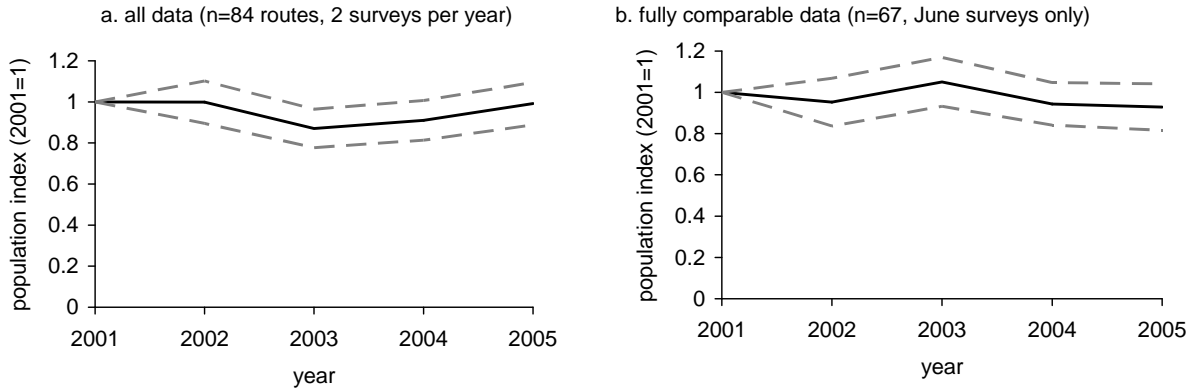 a. all data (n=84 routes, 2 surveys per year)
population index (2001=1)
1.2
1
0.8
0.6
0.4
0.2
0
2001 2002 2003 2004 2005
year
b. fully comparable data (n=67, June surveys only)
population index (2001=1)
1.2
1
0.8
0.6
0.4
0.2
0
2001 2002 2003 2004 2005
year